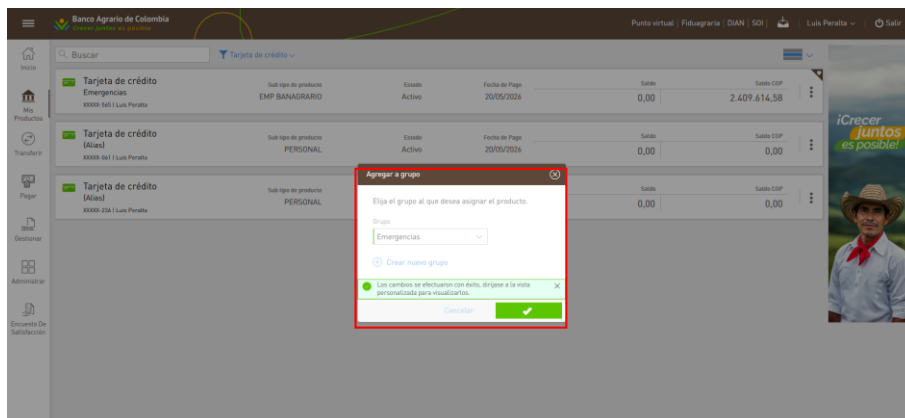 Banco Agrario de Colombia
Crecer juntos es posible
Punto virtual | Fiduagraria | DIAN | SOI |
Luis Peralta
Salir
Inicio
Mis Productos
Transferir
Pagar
Gestionar
Administrar
Encuesta De Satisfacción
Buscar
Tarjeta de crédito
Tarjeta de crédito
Emergencias
XXXXX-565 | Luis Peralta
Sub tipo de producto
EMP BANAGRARIO
Estado
Activo
Fecha de Pago
20/05/2026
Saldo
0,00
Saldo COP
2.409.614,58
Tarjeta de crédito
(Alias)
XXXXX-061 | Luis Peralta
Sub tipo de producto
PERSONAL
Estado
Activo
Fecha de Pago
20/05/2026
Saldo
0,00
Saldo COP
0,00
Tarjeta de crédito
(Alias)
XXXXX-236 | Luis Peralta
Sub tipo de producto
PERSONAL
Saldo
0,00
Saldo COP
0,00
Agregar a grupo
Elija el grupo al que desea asignar el producto.
Grupo
Emergencias
Crear nuevo grupo
Los cambios se efectuaron con éxito, diríjase a la vista
personalizada para visualizarlos.
Cancelar
¡Crecer
juntos
es posible!